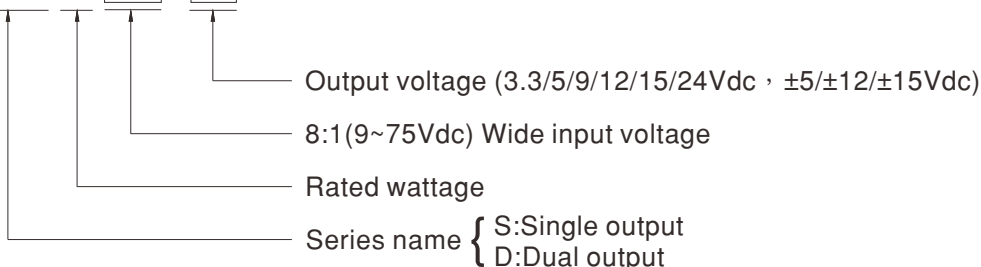 Output voltage (3.3/5/9/12/15/24Vdc，±5/±12/±15Vdc)
8:1(9~75Vdc) Wide input voltage
Rated wattage
Series name { S:Single output
D:Dual output